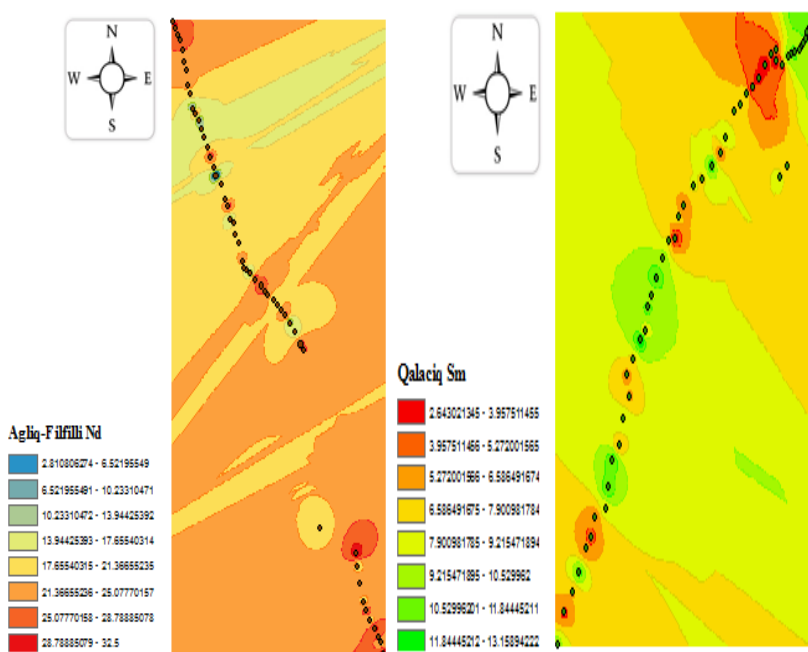 N
W E
S
Agliq-Filfilli Nd
2.810806274 - 6.52195549
6.521955491 - 10.23310471
10.23310472 - 13.94425392
13.94425393 - 17.65540314
17.65540315 - 21.36655235
21.36655236 - 25.07770157
25.07770158 - 28.78885078
28.78885079 - 32.5
N
W E
S
Qalaciq Sm
2.643021345 - 3.957511455
3.957511456 - 5.272001565
5.272001566 - 6.586491674
6.586491675 - 7.900981784
7.900981785 - 9.215471894
9.215471895 - 10.529962
10.52996201 - 11.84445211
11.84445212 - 13.15894222